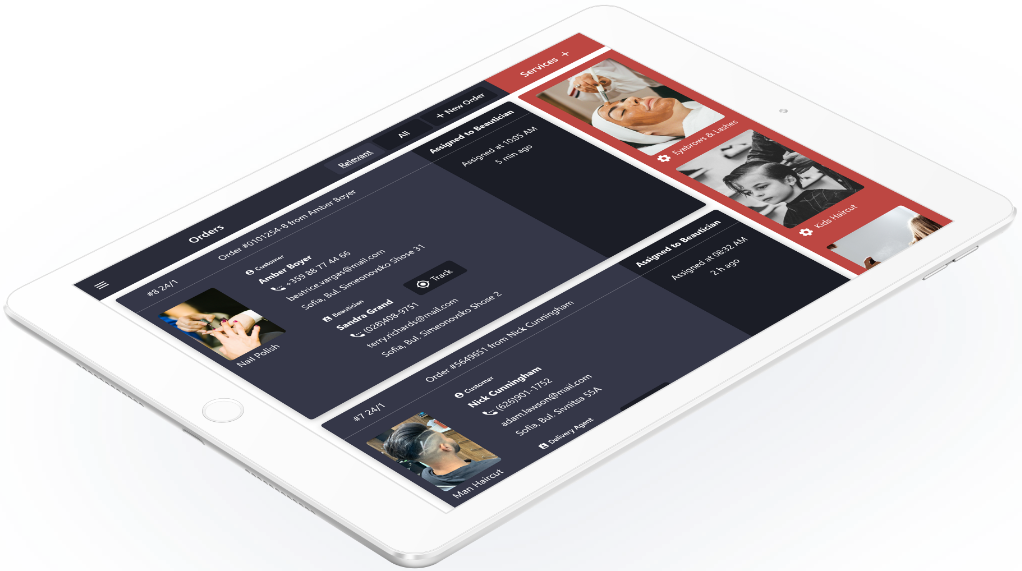 Orders
Relevant
All
+ New Order
Services +
#8 24/1
Order #G101254-8 from Amber Boyer
Assigned to Beautician
Nail Polish
Customer
Amber Boyer
+359 88 77 44 66
beatrice.vargas@mail.com
Sofia, Bul. Simeonovsko Shose 31
Beautician
Sandra Grand
(028)408-9751
terry.richards@mail.com
Sofia, Bul. Simeonovsko Shose 2
Track
Assigned at 10:05 AM
5 min ago
#7 24/1
Order #5649651 from Nick Cunningham
Assigned to Beautician
Man Haircut
Customer
Nick Cunningham
(626)901-1752
adam.lawson@mail.com
Sofia, Bul. Slivnitsa 55A
Delivery Agent
Assigned at 08:32 AM
2 h ago
Eyebrows & Lashes
Kids Haircut